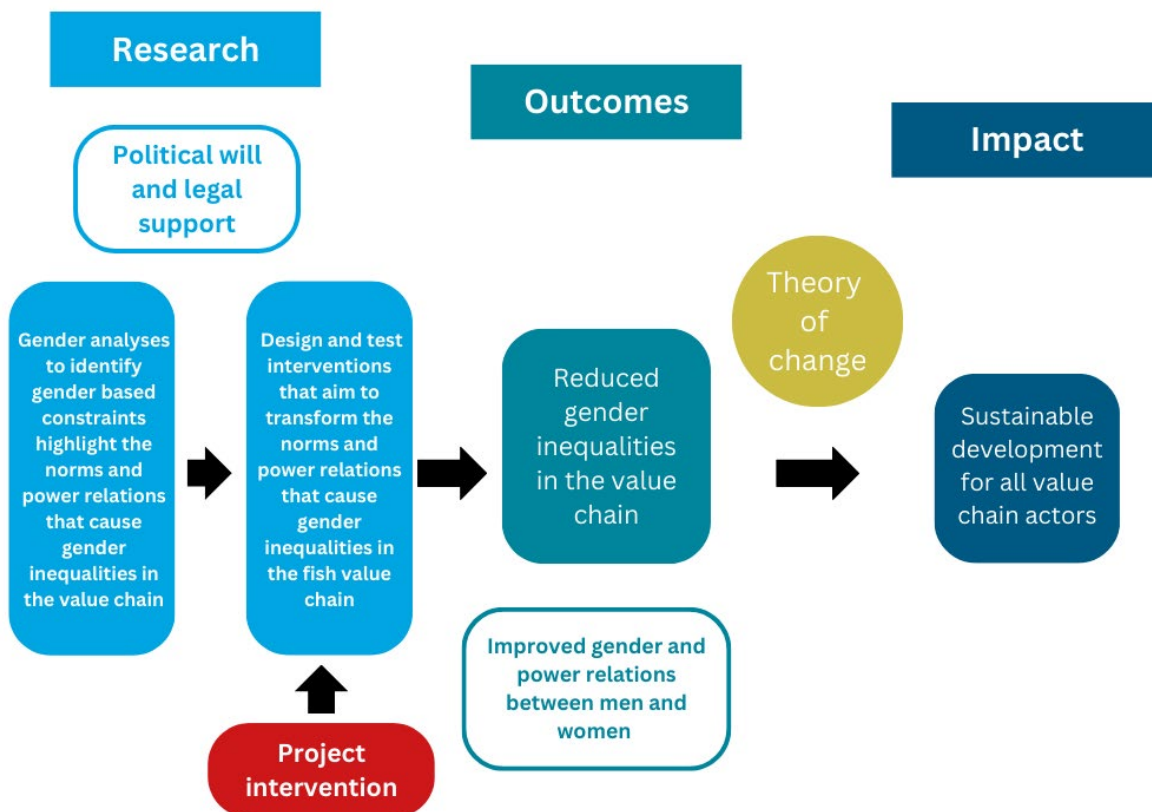 Research
Outcomes
Impact
Political will
and legal
support
Gender analyses
to identify
gender based
constraints
highlight the
norms and
power relations
that cause
gender
inequalities in
the value chain
Design and test
interventions
that aim to
transform the
norms and
power relations
that cause
gender
inequalities in
the fish value
chain
Reduced
gender
inequalities
in the value
chain
Theory
of
change
Sustainable
development
for all value
chain actors
Improved gender and
power relations
between men and
women
Project
intervention